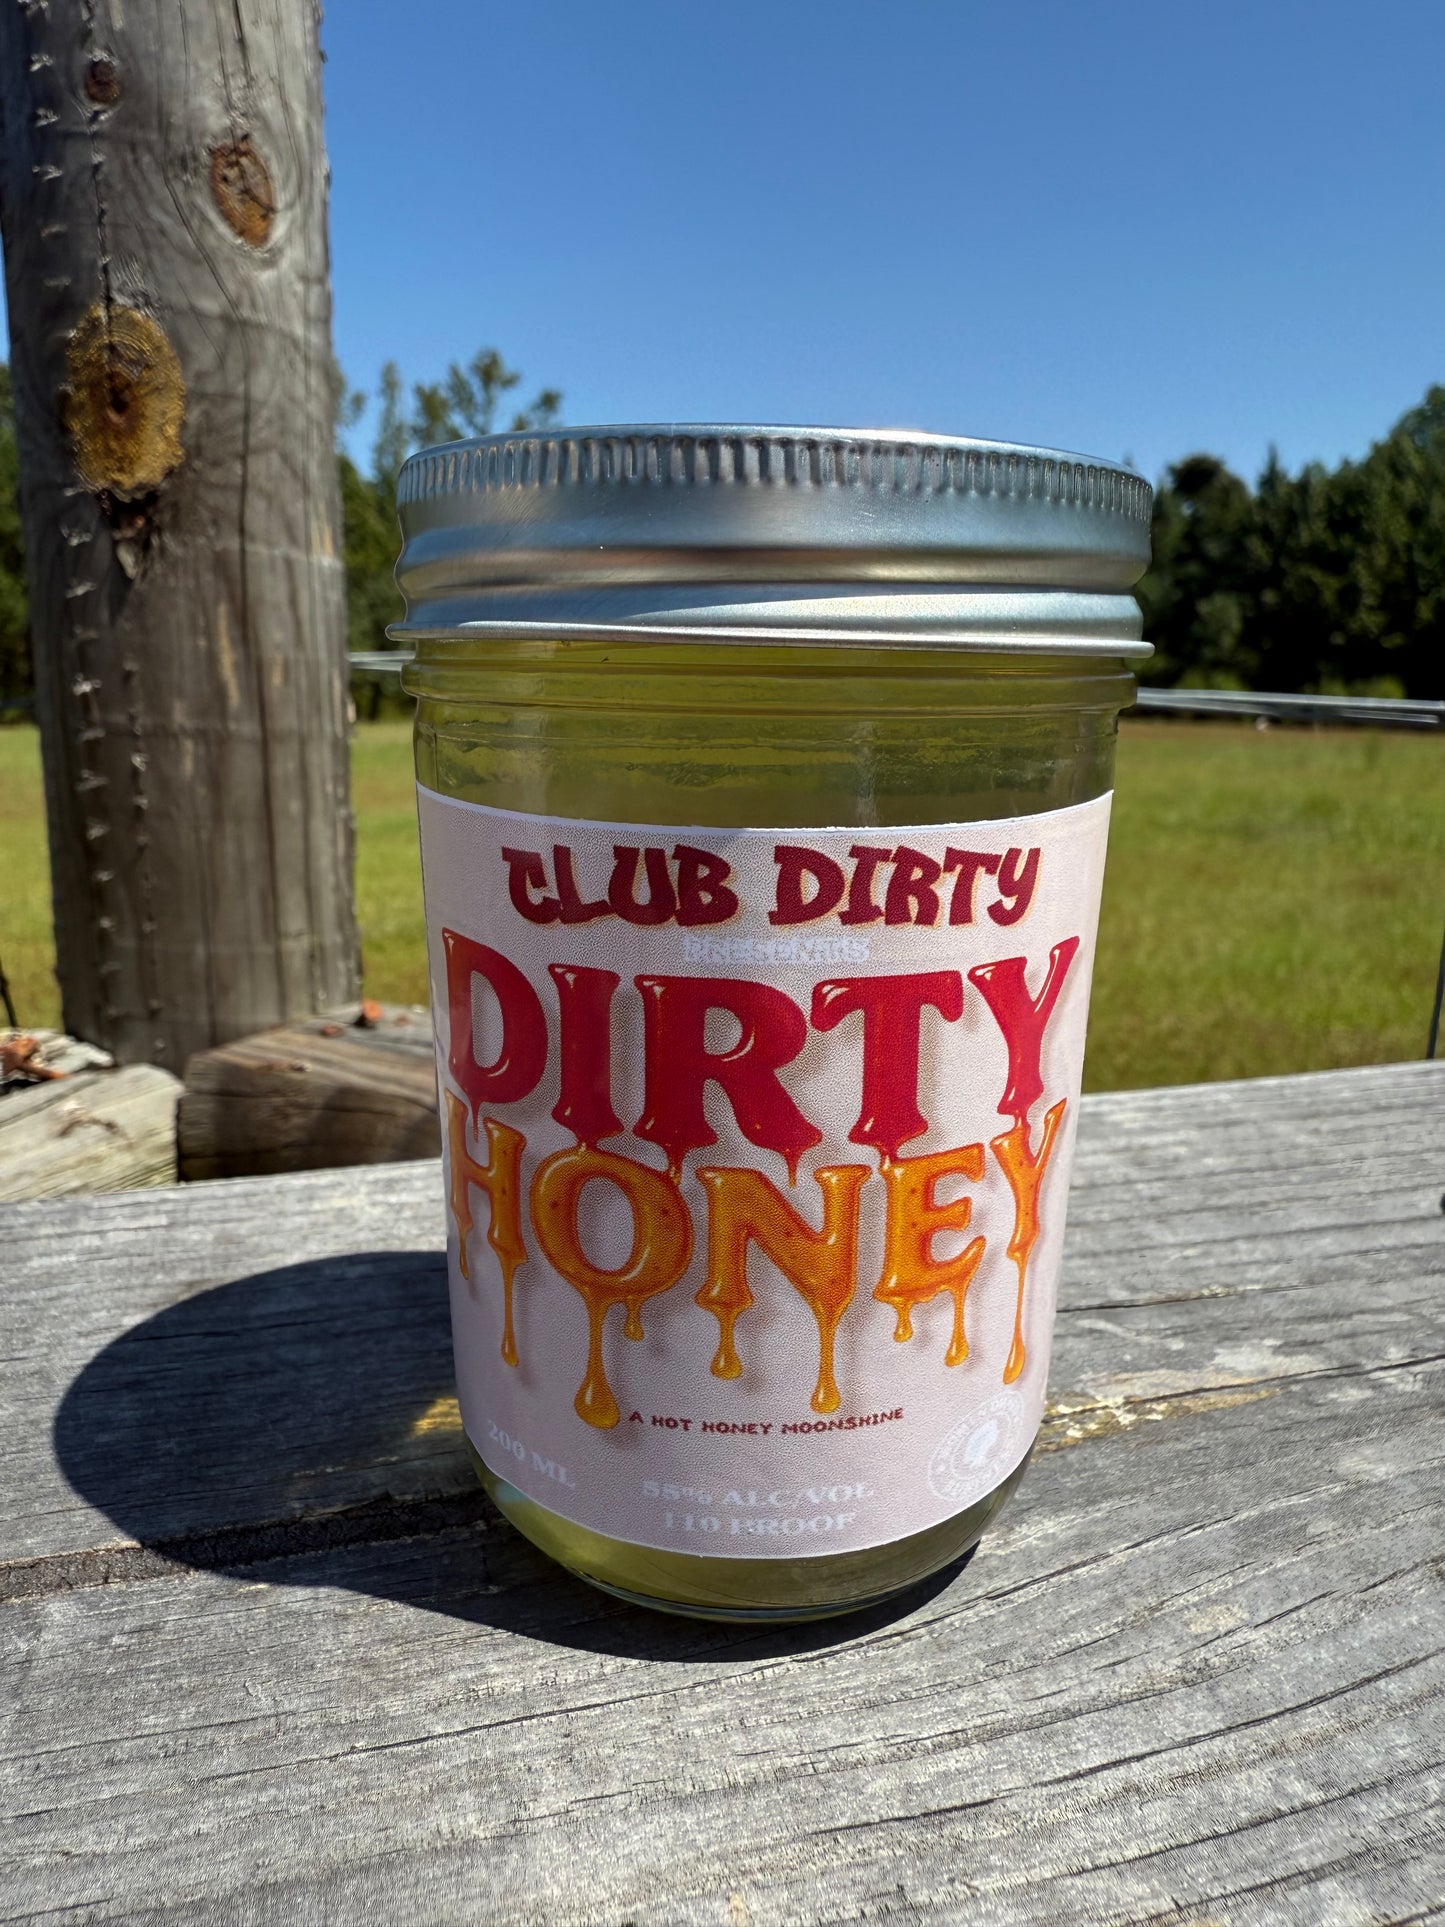 CLUB DIRTY
PRESENTS
DIRTY
HONEY
A HOT HONEY MOONSHINE
200 ML
55% ALC/VOL
110 PROOF